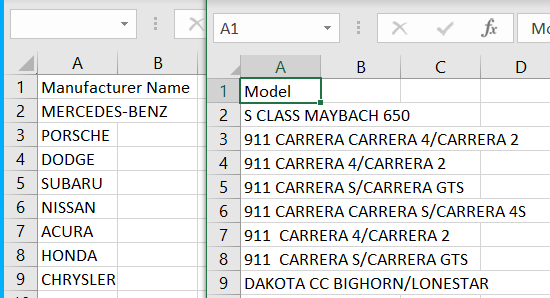 A1
fx
Mo
A B
1 Manufacturer Name
2 MERCEDES-BENZ
3 PORSCHE
4 DODGE
5 SUBARU
6 NISSAN
7 ACURA
8 HONDA
9 CHRYSLER
A B C D
1 Model
2 S CLASS MAYBACH 650
3 911 CARRERA CARRERA 4/CARRERA 2
4 911 CARRERA 4/CARRERA 2
5 911 CARRERA S/CARRERA GTS
6 911 CARRERA CARRERA S/CARRERA 4S
7 911  CARRERA 4/CARRERA 2
8 911  CARRERA S/CARRERA GTS
9 DAKOTA CC BIGHORN/LONESTAR